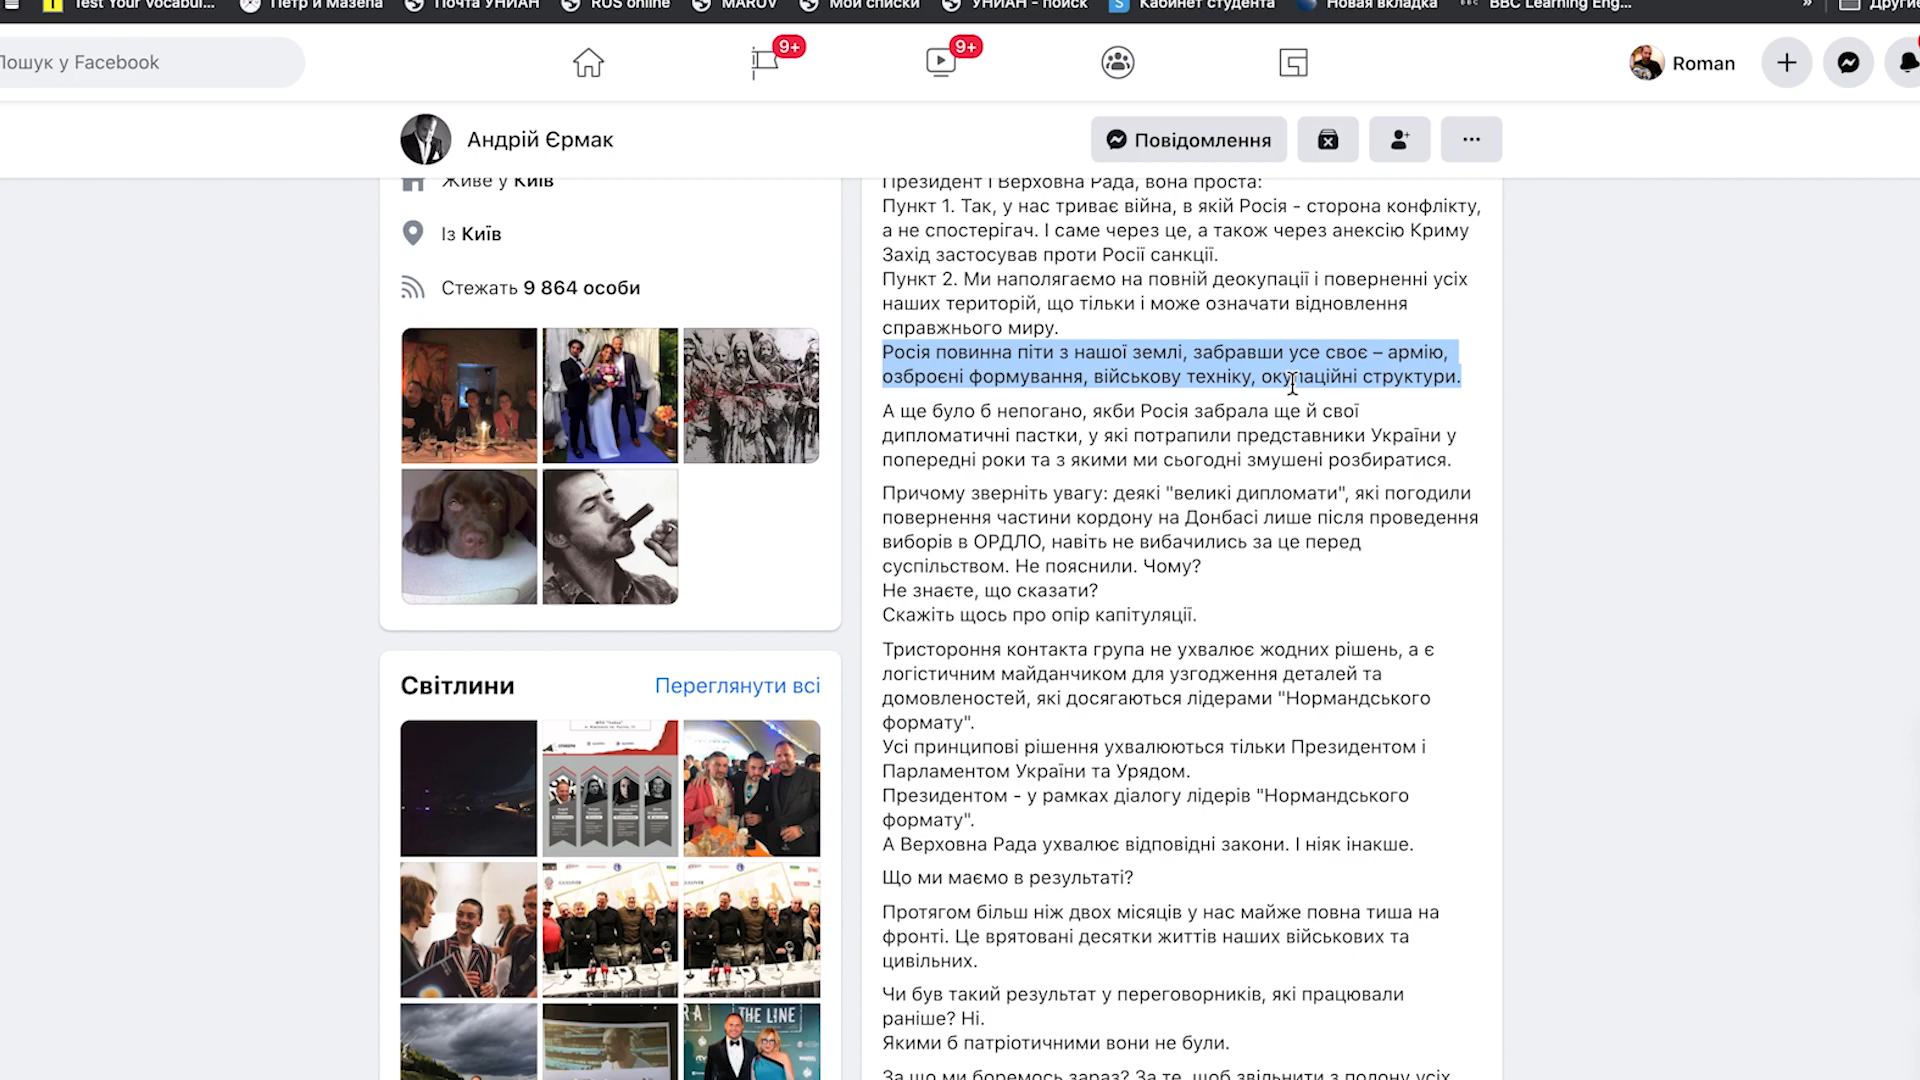 Test Your Vocabul...
Петр и Мазепа
Почта УНИАН
RUS online
MARUV
Мои списки
УНИАН - поиск
Кабинет студента
Новая вкладка
BBC Learning Eng...
»
Другие
Пошук у Facebook
9+
9+
Roman
Андрій Єрмак
Повідомлення
Живе у Київ
Із Київ
Стежать 9 864 особи
Світлини
Переглянути всі
THE LINE
Президент і Верховна Рада, вона проста:
Пункт 1. Так, у нас триває війна, в якій Росія - сторона конфлікту,
а не спостерігач. І саме через це, а також через анексію Криму
Захід застосував проти Росії санкції.
Пункт 2. Ми наполягаємо на повній деокупації і поверненні усіх
наших територій, що тільки і може означати відновлення
справжнього миру.
Росія повинна піти з нашої землі, забравши усе своє – армію,
озброєні формування, військову техніку, окупаційні структури.
А ще було б непогано, якби Росія забрала ще й свої
дипломатичні пастки, у які потрапили представники України у
попередні роки та з якими ми сьогодні змушені розбиратися.
Причому зверніть увагу: деякі "великі дипломати", які погодили
повернення частини кордону на Донбасі лише після проведення
виборів в ОРДЛО, навіть не вибачились за це перед
суспільством. Не пояснили. Чому?
Не знаєте, що сказати?
Скажіть щось про опір капітуляції.
Тристороння контакта група не ухвалює жодних рішень, а є
логістичним майданчиком для узгодження деталей та
домовленостей, які досягаються лідерами "Нормандського
формату".
Усі принципові рішення ухвалюються тільки Президентом і
Парламентом України та Урядом.
Президентом - у рамках діалогу лідерів "Нормандського
формату".
А Верховна Рада ухвалює відповідні закони. І ніяк інакше.
Що ми маємо в результаті?
Протягом більш ніж двох місяців у нас майже повна тиша на
фронті. Це врятовані десятки життів наших військових та
цивільних.
Чи був такий результат у переговорників, які працювали
раніше? Ні.
Якими б патріотичними вони не були.
За що ми боремось зараз? За те, щоб звільнити з полону усіх